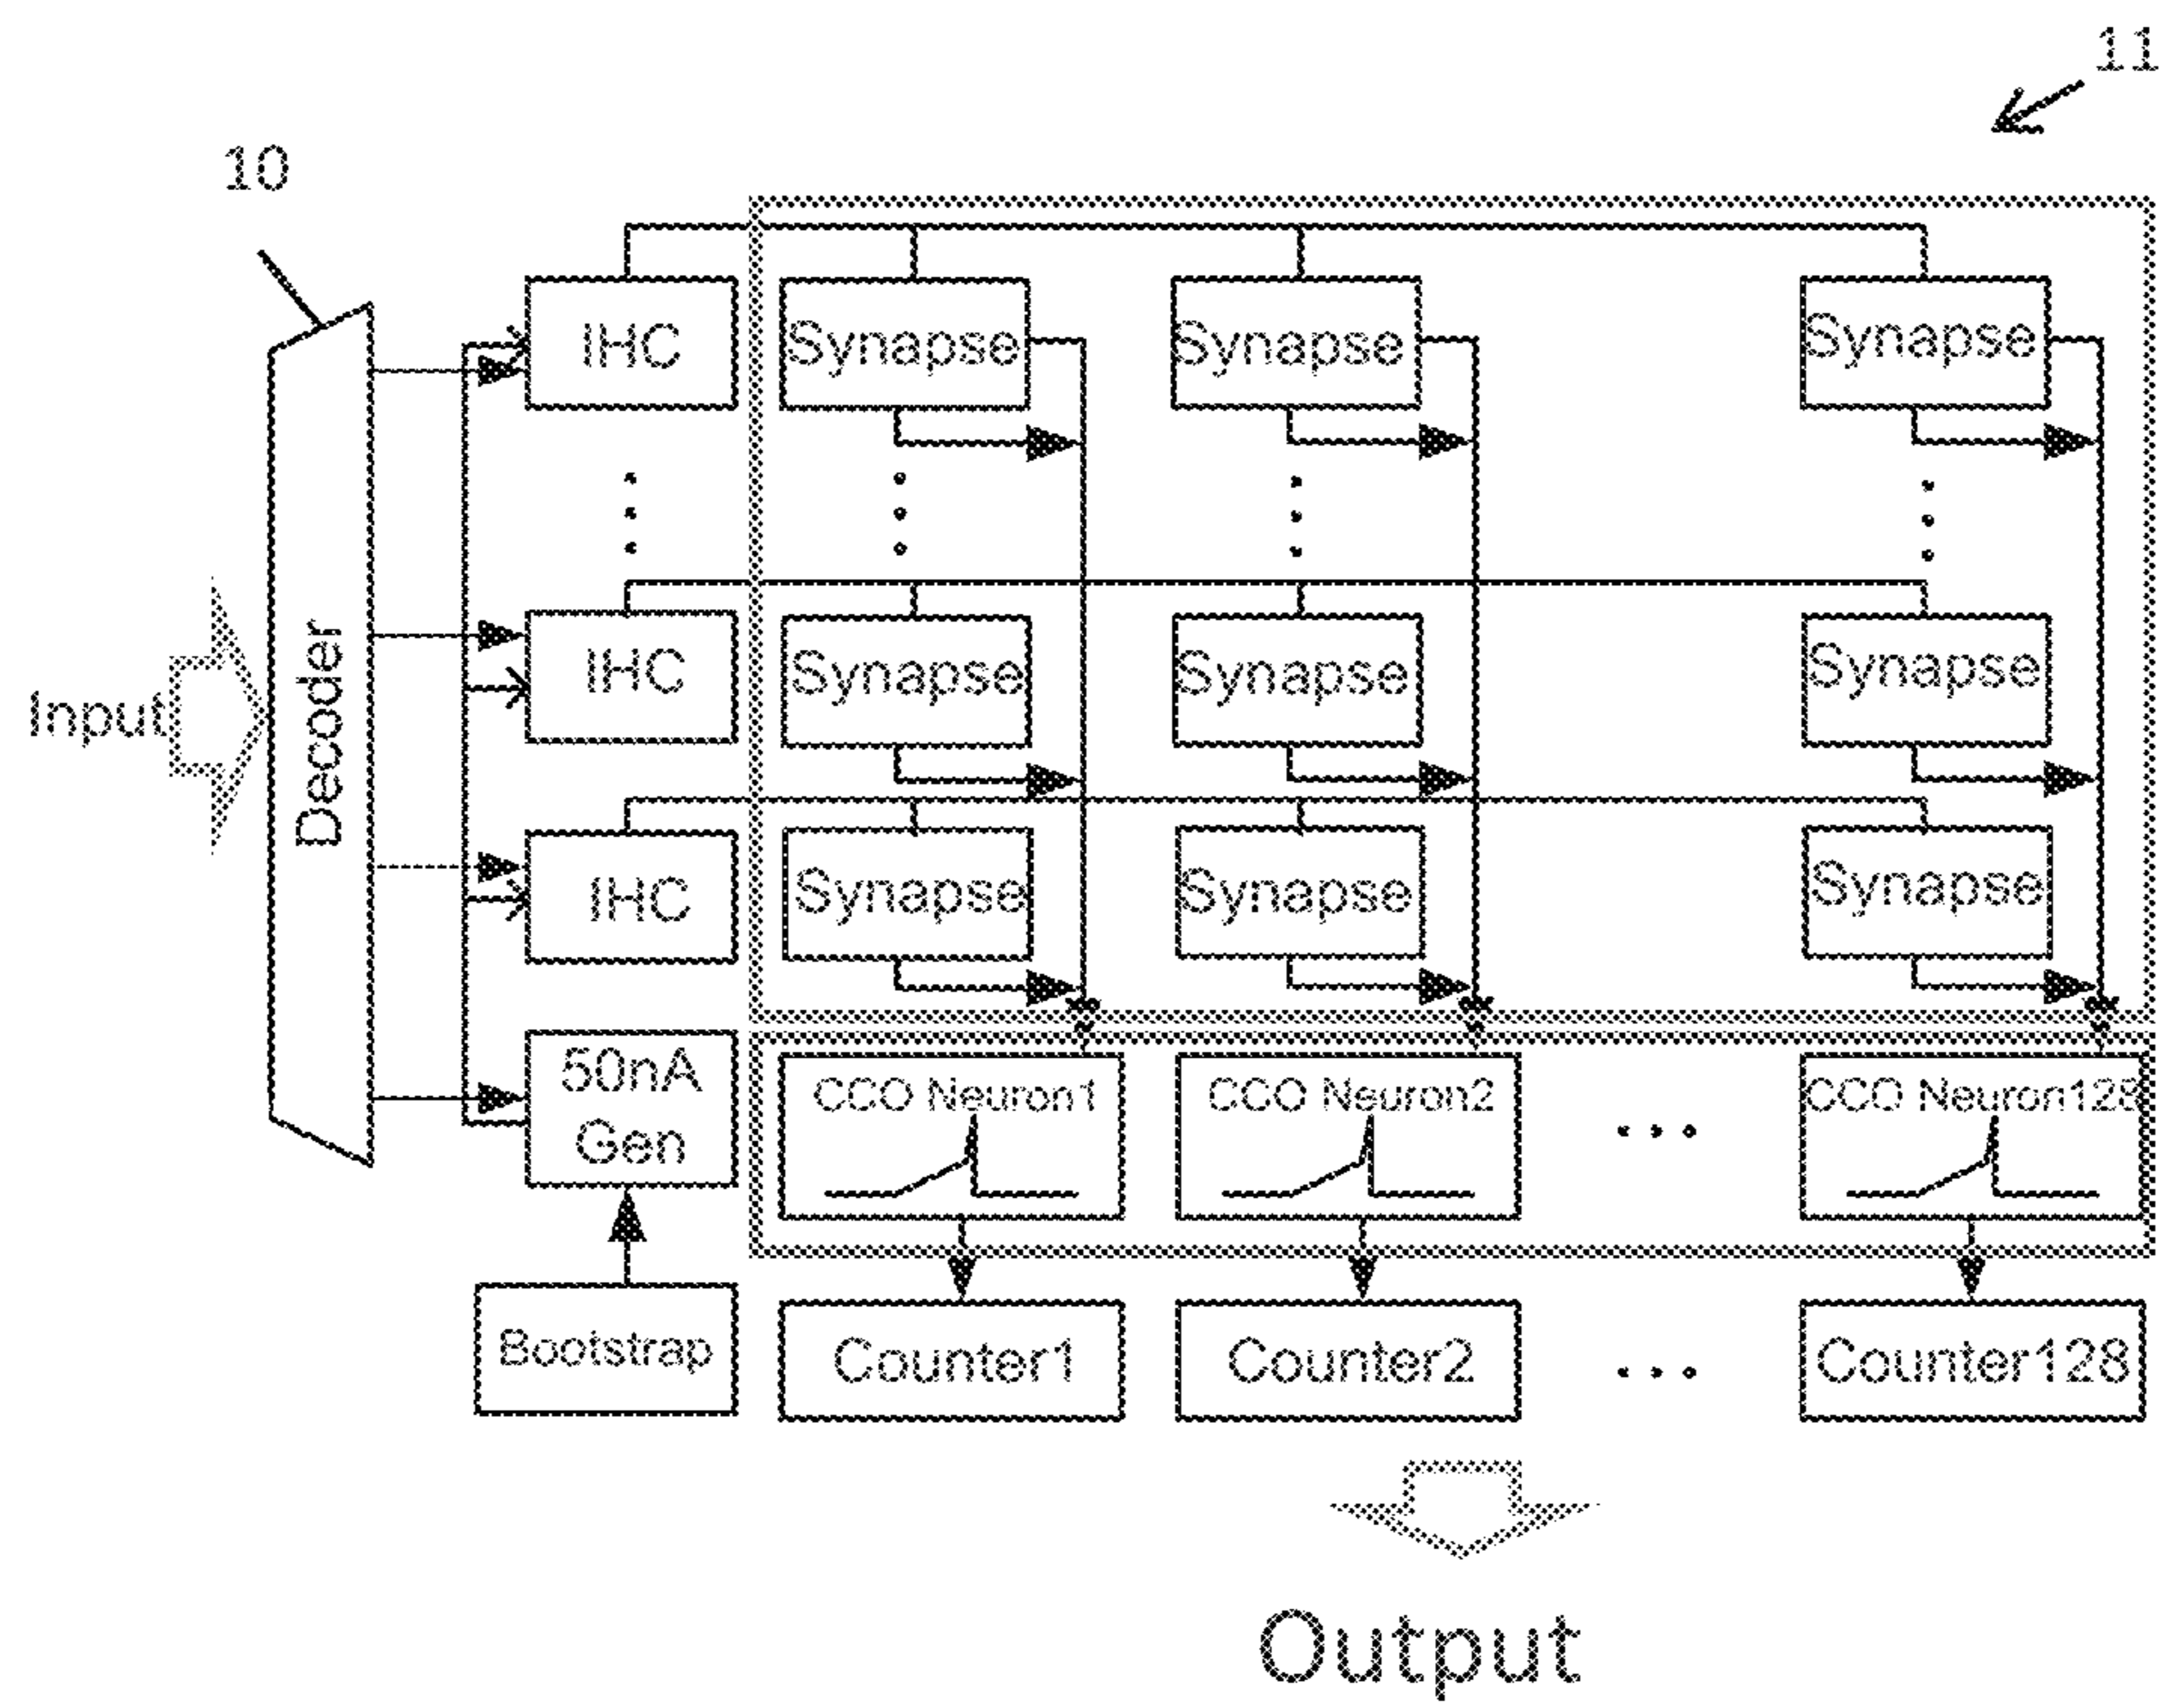 11
10
IHC
Synapse
Synapse
Synapse
Input
Decoder
IHC
Synapse
Synapse
Synapse
IHC
Synapse
Synapse
Synapse
50nA
Gen
CCO Neuron1
CCO Neuron2
CCO Neuron128
Bootstrap
Counter1
Counter2
Counter128
Output